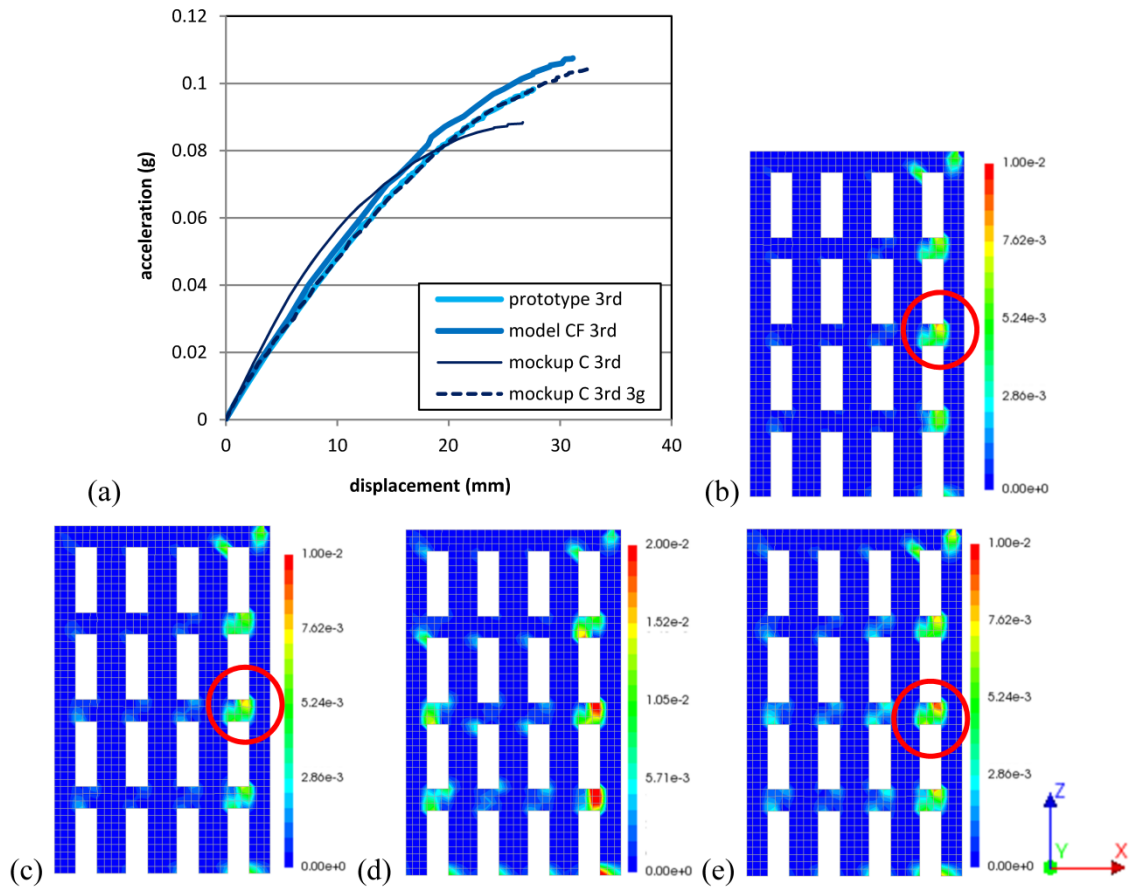 0.12
0.1
0.08
0.06
0.04
0.02
0
acceleration (g)
prototype 3rd
model CF 3rd
mockup C 3rd
mockup C 3rd 3g
0
10
20
30
40
displacement (mm)
(a)
1.00e-2
7.62e-3
5.24e-3
2.86e-3
0.00e+0
(b)
1.00e-2
7.62e-3
5.24e-3
2.86e-3
0.00e+0
(c)
2.00e-2
1.52e-2
1.05e-2
5.71e-3
0.00e+0
(d)
1.00e-2
7.62e-3
5.24e-3
2.86e-3
0.00e+0
(e)
Z
Y
X